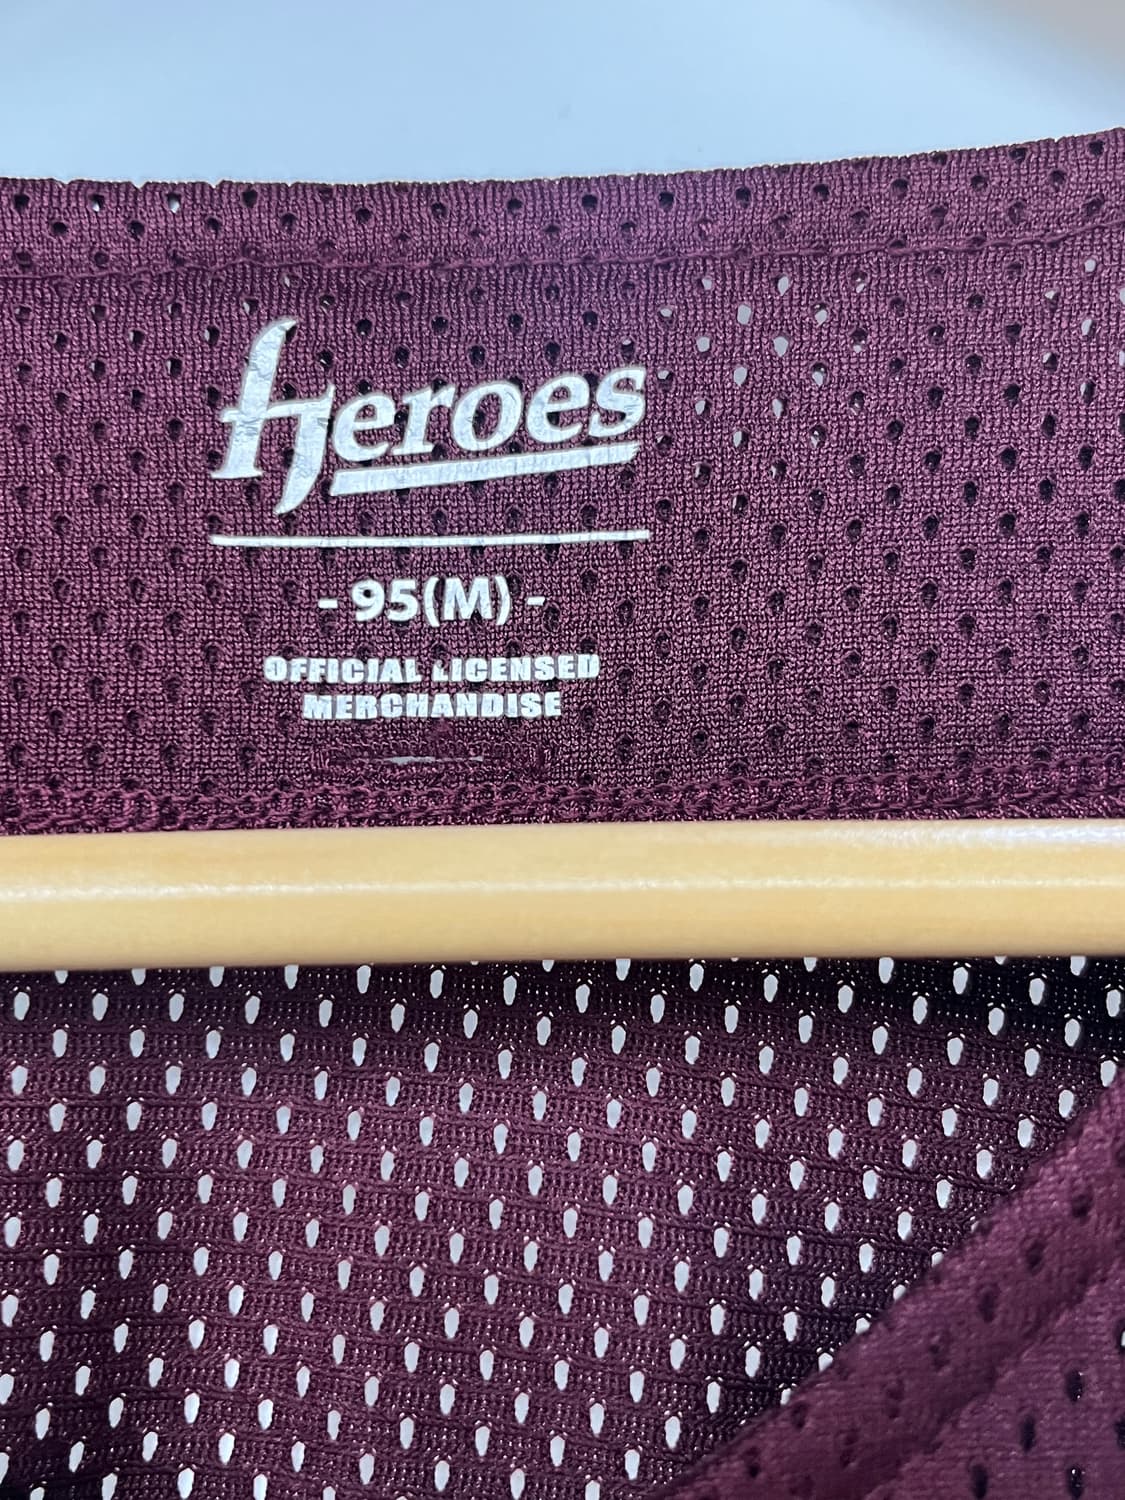 Heroes
- 95(M) -
OFFICIAL LICENSED
MERCHANDISE